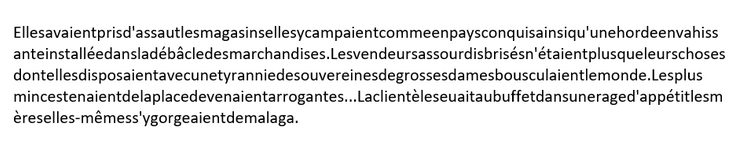 Ellesavaientprisd'assautlesmagasinsellesycampaientcommeenpaysconquisainsiqu'unehordeenvahiss
anteinstalléedansladébâcledesmarchandises.Lesvendeursassourdisbrisésn'étaientplusqueleurschoses
dontellesdisposaientavecunetyranniedesouvereinesdegrossesdamesbousculaientlemonde.Lesplus
mincestenaientdelaplacedevenaientarrogantes...Laclientèleseuaitaubuffetdansuneraged'appétitlesm
èreselles-mêmess'ygorgeaientdemalaga.